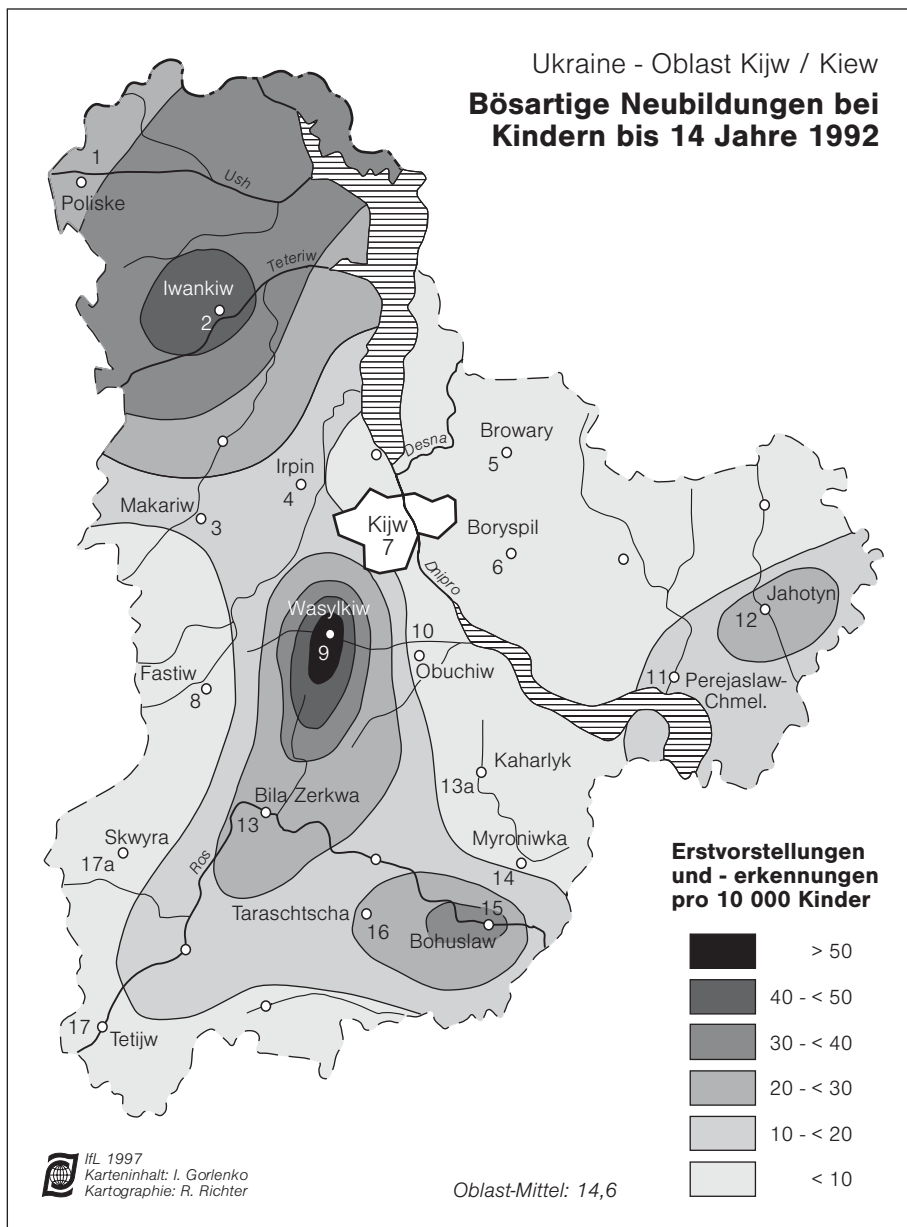 Ukraine - Oblast Kijw / Kiew
Bösartige Neubildungen bei
Kindern bis 14 Jahre 1992
1
Poliske
Ush
Teteriw
Iwankiw
2
Desna
Browary
5
Irpin
4
Makariw
3
Kijw
7
Boryspil
6
Dnipro
Jahotyn
12
Wasylkiw
9
10
Obuchiw
11
Perejaslaw-
Chmel.
Fastiw
8
Kaharlyk
13a
Bila Zerkwa
13
Skwyra
17a
Ros
Myroniwka
14
Taraschtscha
16
15
Bohuslaw
17
Tetijw
Erstvorstellungen
und - erkennungen
pro 10 000 Kinder
> 50
40 - < 50
30 - < 40
20 - < 30
10 - < 20
< 10
IfL 1997
Karteninhalt: I. Gorlenko
Kartographie: R. Richter
Oblast-Mittel: 14,6